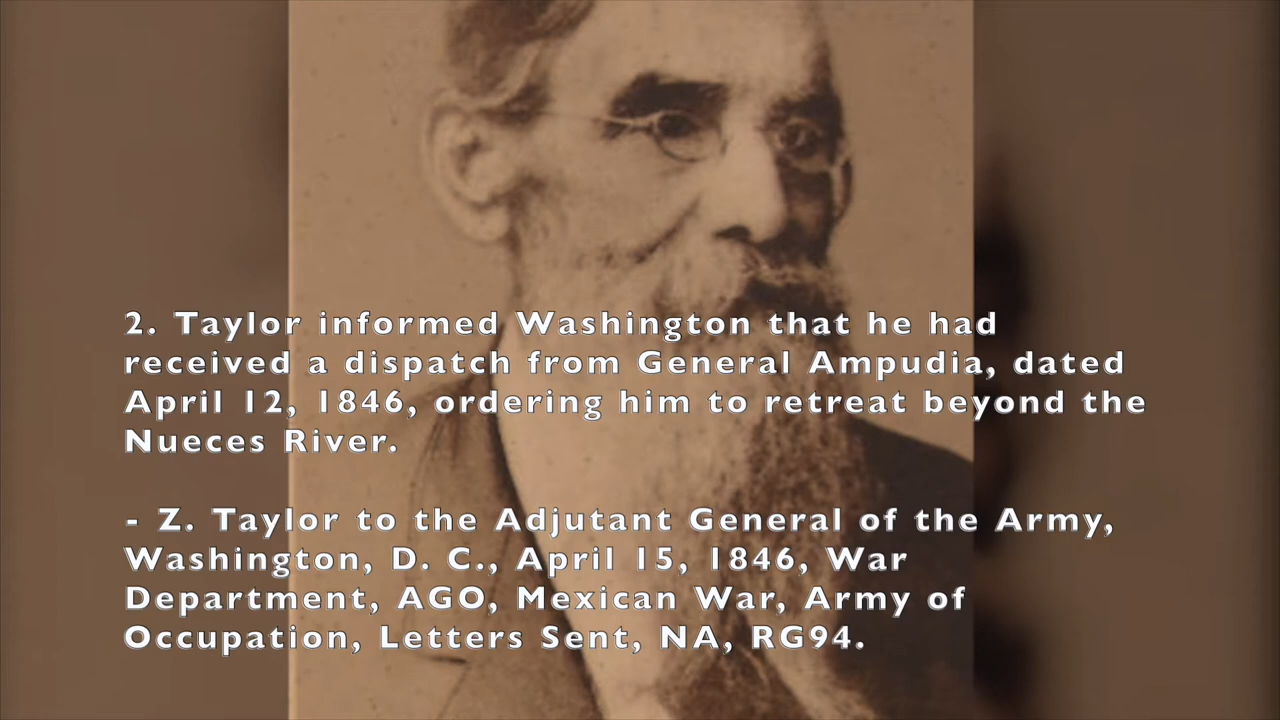 2. Taylor informed Washington that he had
received a dispatch from General Ampudia, dated
April 12, 1846, ordering him to retreat beyond the
Nueces River.
- Z. Taylor to the Adjutant General of the Army,
Washington, D. C., April 15, 1846, War
Department, AGO, Mexican War, Army of
Occupation, Letters Sent, NA, RG94.